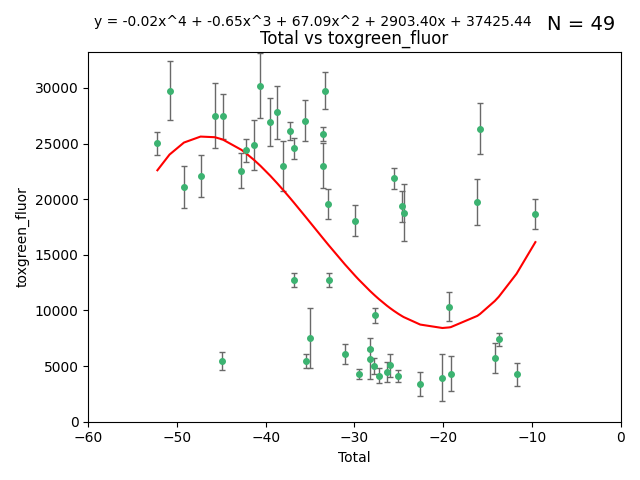 y = -0.02x^4 + -0.65x^3 + 67.09x^2 + 2903.40x + 37425.44
N = 49
Total vs toxgreen_fluor
toxgreen_fluor
30000
25000
20000
15000
10000
5000
0
−60
−50
−40
−30
−20
−10
0
Total